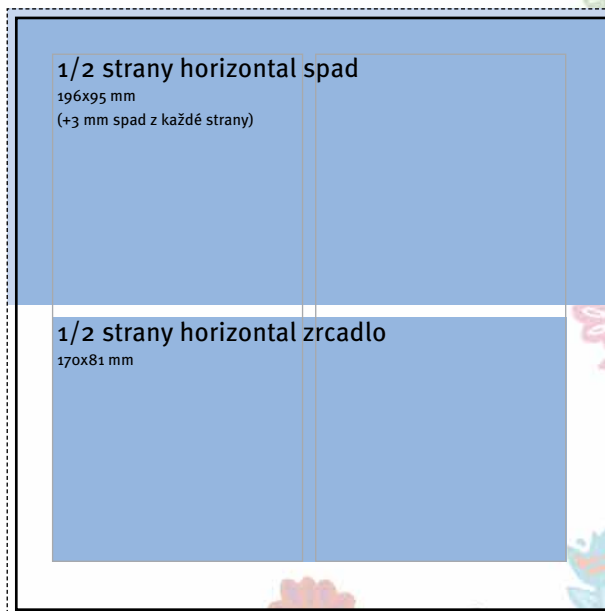 1/2 strany horizontal spad
196x95 mm
(+3 mm spad z každé strany)
1/2 strany horizontal zrcadlo
170x81 mm